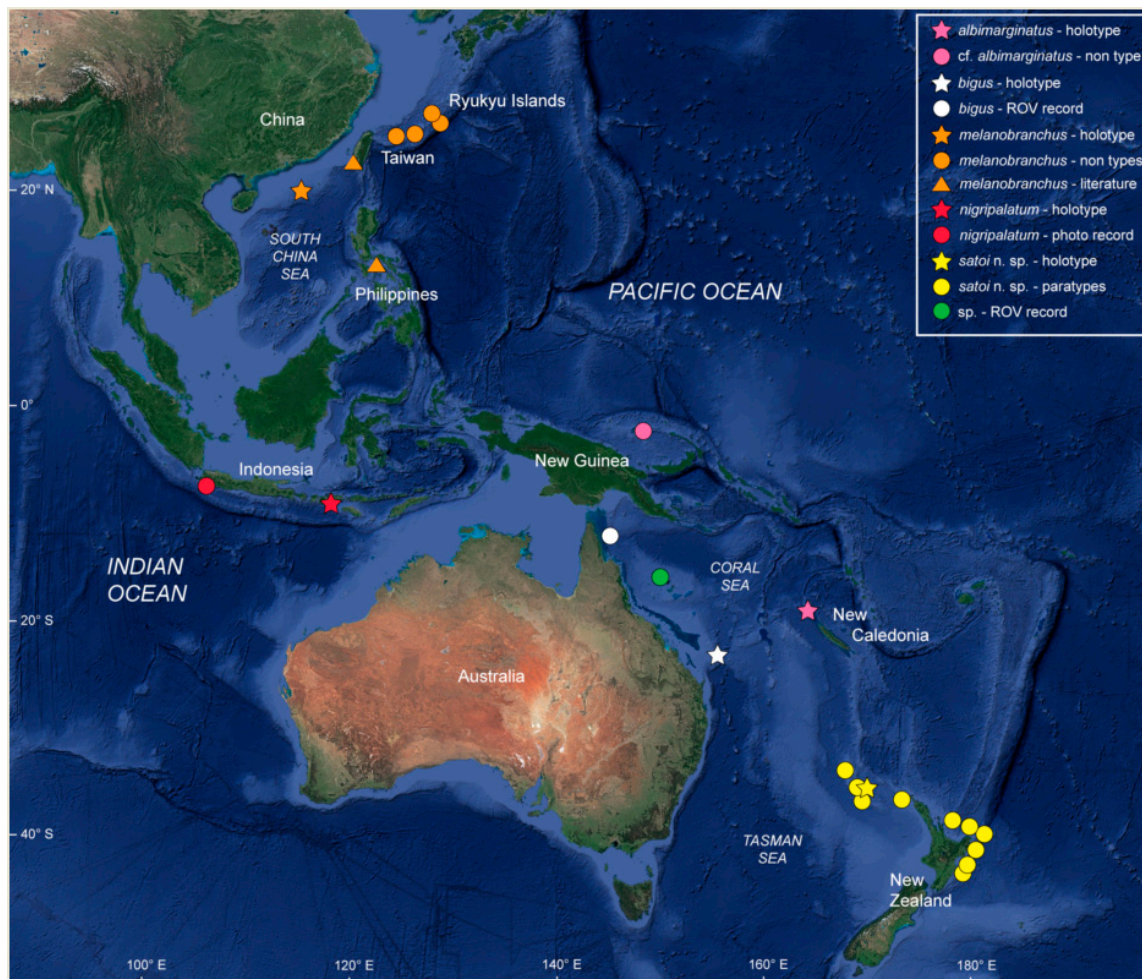 albimarginatus - holotype
cf. albimarginatus - non type
bigus - holotype
bigus - ROV record
melanobranchus - holotype
melanobranchus - non types
melanobranchus - literature
nigripalatum - holotype
nigripalatum - photo record
satoi n. sp. - holotype
satoi n. sp. - paratypes
sp. - ROV record
Ryukyu Islands
China
Taiwan
20° N
SOUTH
CHINA
SEA
Philippines
PACIFIC OCEAN
0°
Indonesia
New Guinea
INDIAN
OCEAN
CORAL
SEA
20° S
New
Caledonia
Australia
40° S
TASMAN
SEA
New
Zealand
100° E
120° E
140° E
160° E
180° E